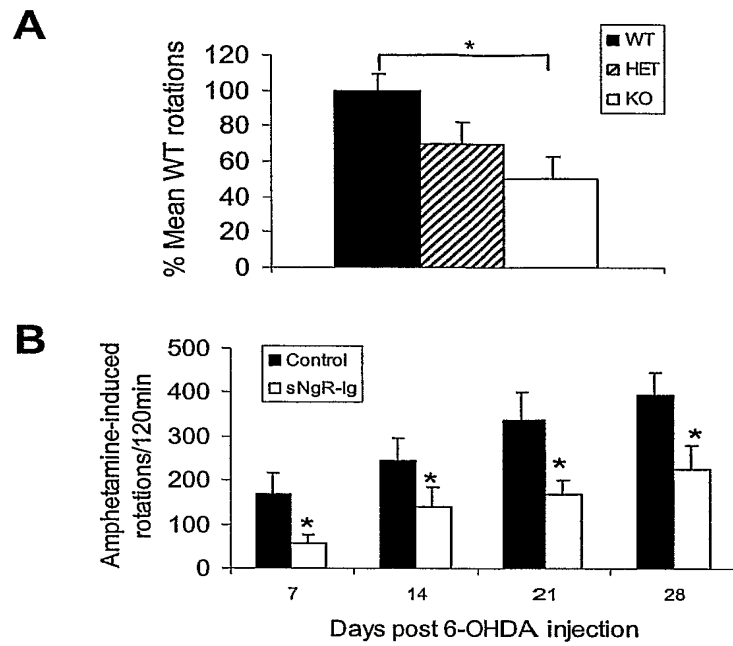 A
% Mean WT rotations
120
100
80
60
40
20
0
*
WT
HET
KO
B
Amphetamine-induced
rotations/120min
500
400
300
200
100
0
Control
sNgR-Ig
*
*
*
*
7
14
21
28
Days post 6-OHDA injection